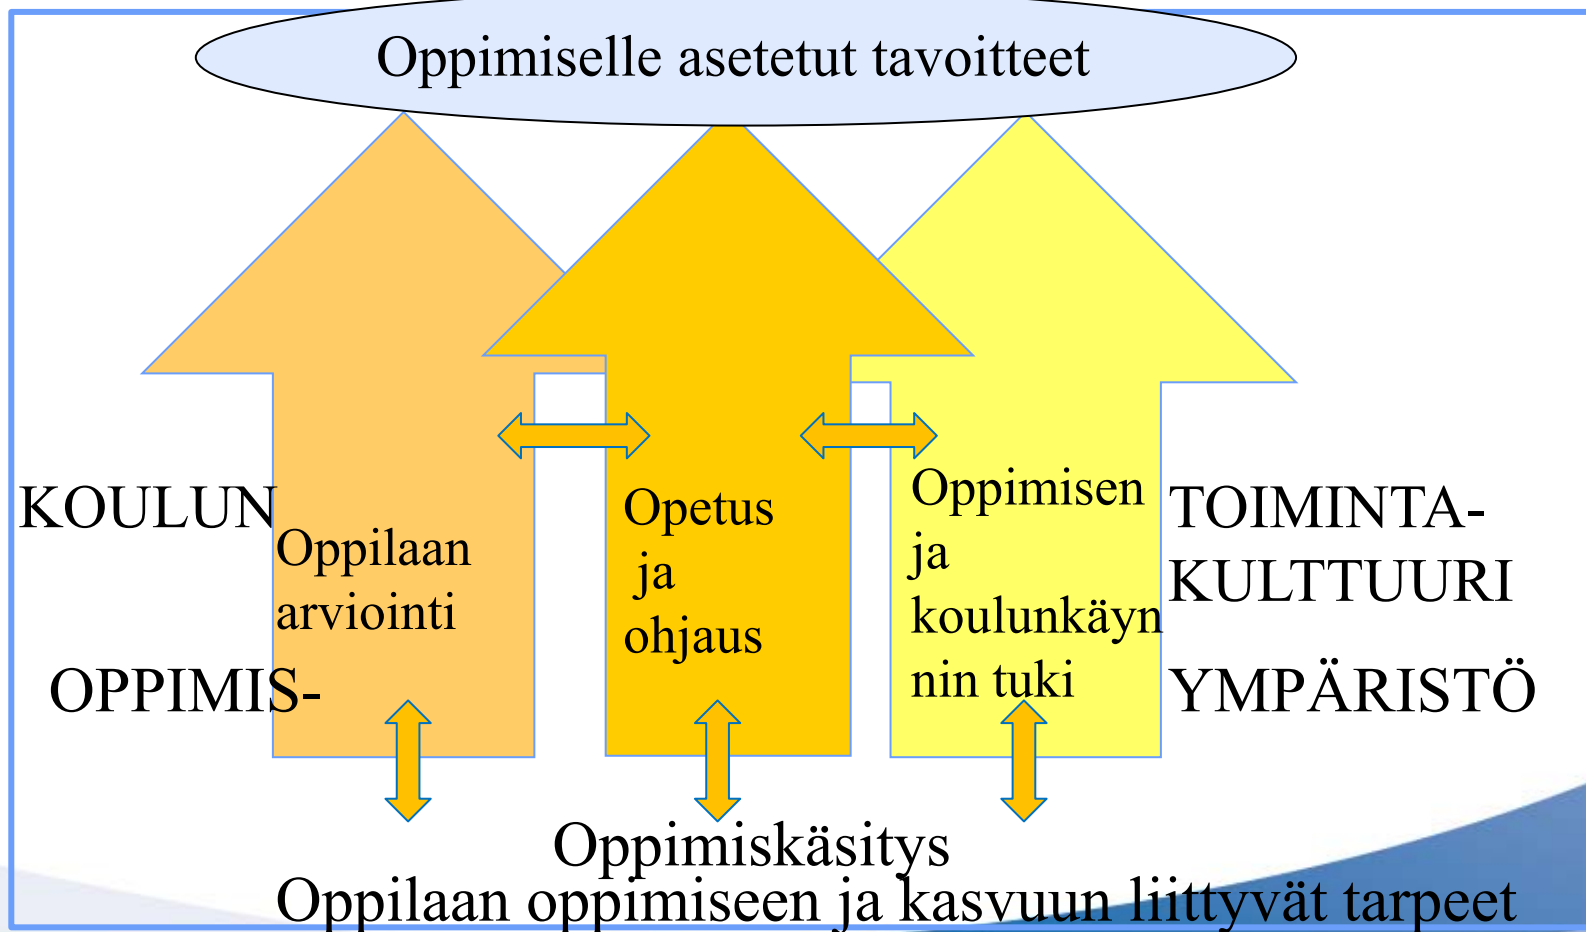 Oppimiselle asetetut tavoitteet
KOULUN
Oppilaan
arviointi
OPPIMIS-
Opetus
ja
ohjaus
Oppimisen
ja
koulunkäyn
nin tuki
TOIMINTA-
KULTTUURI
YMPÄRISTÖ
Oppimiskäsitys
Oppilaan oppimiseen ja kasvuun liittyvät tarpeet